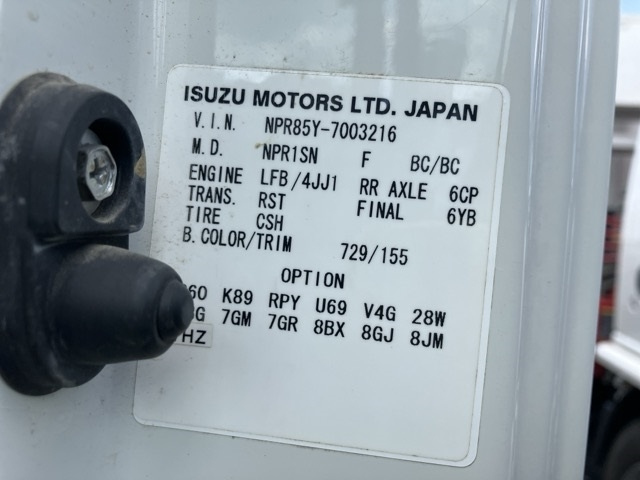 ISUZU MOTORS LTD. JAPAN
V.I.N. NPR85Y-7003216
M.D. NPR1SN F BC/BC
ENGINE LFB/4JJ1 RR AXLE 6CP
TRANS. RST FINAL 6YB
TIRE CSH
B. COLOR/TRIM 729/155
OPTION
K89 RPY U69 V4G 28W
7GM 7GR 8BX 8GJ 8JM
HZ